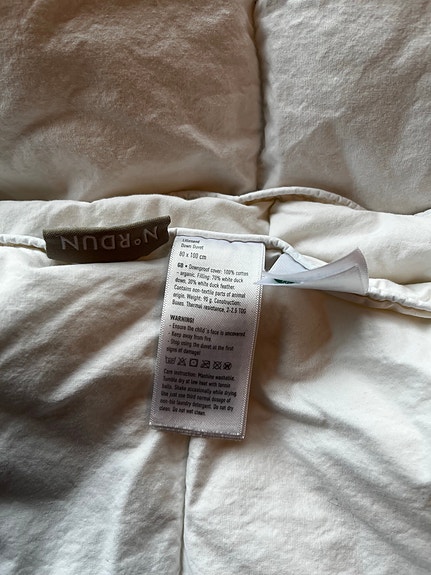 N°RDUN
Lillesand
Down Duvet
80 x 100 cm
GB • Downproof cover: 100% cotton
- organic. Filling: 70% white duck
down, 30% white duck feather.
Contains non-textile parts of animal
origin. Weight: 90 g. Construction:
Boxes. Thermal resistance, 2-2.5 TOG
WARNING!
- Ensure the child´s face is uncovered
- Keep away from fire
- Stop using the duvet at the first
signs of damage!
Care instruction: Machine washable.
Tumble dry at low heat with tennis
balls. Shake occasionally while drying.
Use just one third normal dosage of
non-bio laundry detergent. Do not dry
clean. Do not wet clean.